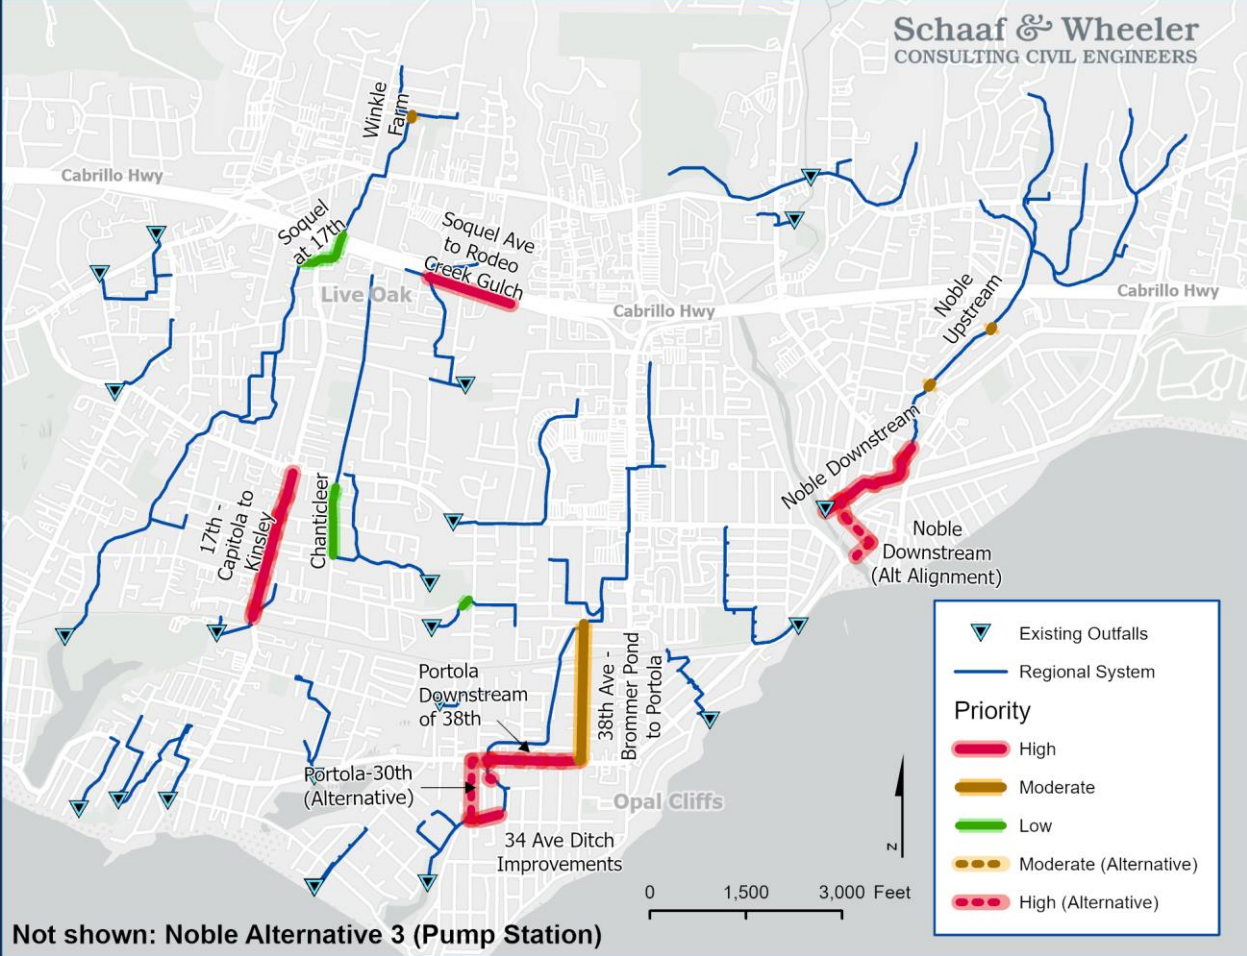 Schaaf & Wheeler
CONSULTING CIVIL ENGINEERS
Winkle
Farm
Cabrillo Hwy
Soquel
at 17th
Soquel Ave
to Rodeo
Creek Gulch
Live Oak
Cabrillo Hwy
Cabrillo Hwy
Noble
Upstream
Noble Downstream
17th -
Capitola to
Kinsley
Chanticleer
Noble
Downstream
(Alt Alignment)
38th Ave -
Brommer Pond
to Portola
Portola
Downstream
of 38th
Portola-30th
(Alternative)
Opal Cliffs
34 Ave Ditch
Improvements
Existing Outfalls
Regional System
Priority
High
Moderate
Low
Moderate (Alternative)
High (Alternative)
N
0 1,500 3,000 Feet
Not shown: Noble Alternative 3 (Pump Station)